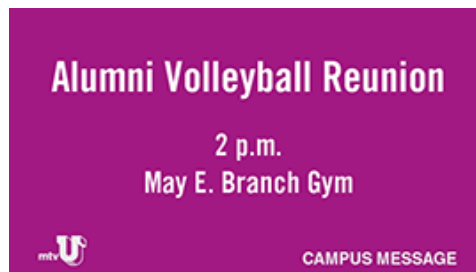 Alumni Volleyball Reunion
2 p.m.
May E. Branch Gym
mtvU
CAMPUS MESSAGE